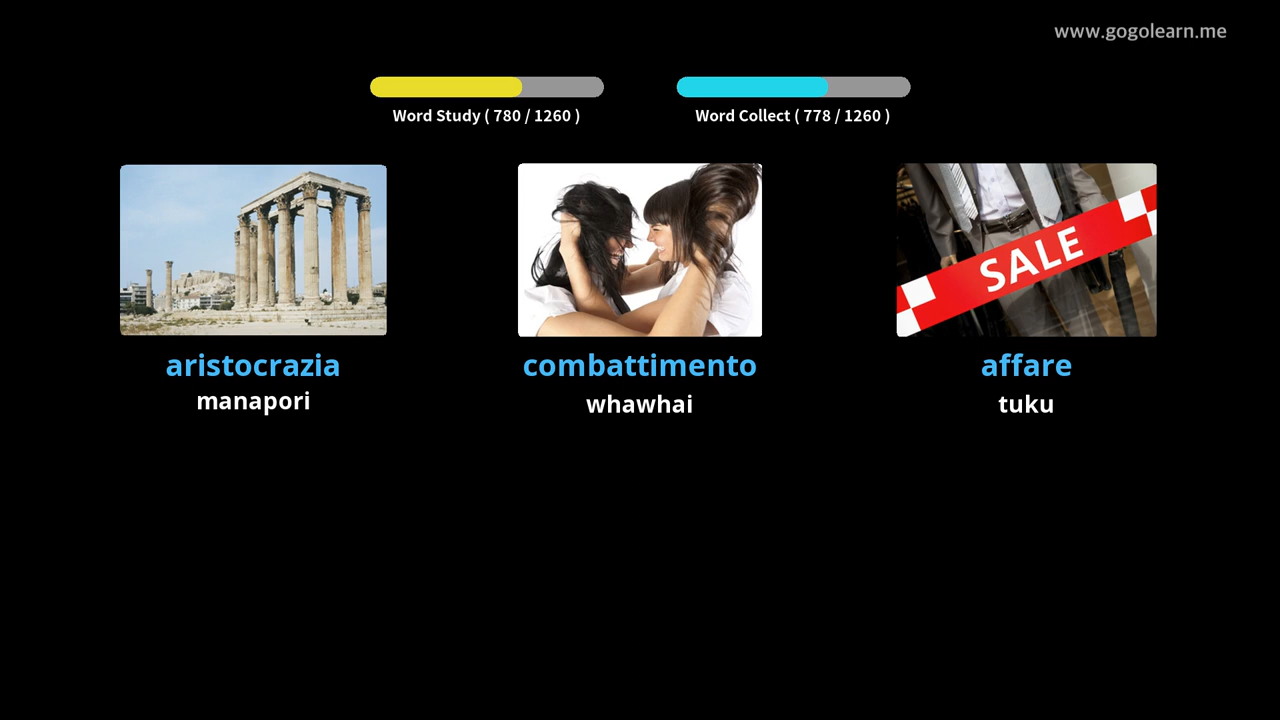 www.gogolearn.me
Word Study ( 780 / 1260 )
Word Collect ( 778 / 1260 )
SALE
aristocrazia
combattimento
affare
manapori
whawhai
tuku